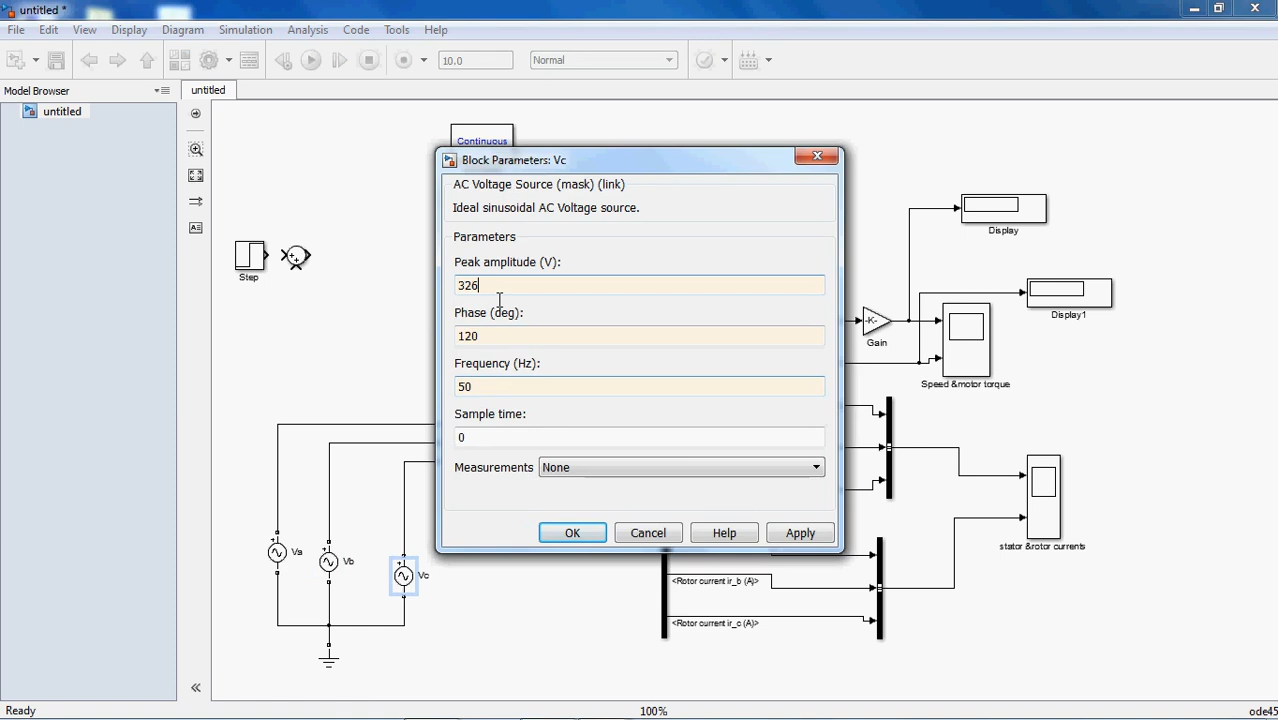 untitled *
File Edit View Display Diagram Simulation Analysis Code Tools Help
10.0 Normal
Model Browser
untitled
untitled
Continuous
Block Parameters: Vc
AC Voltage Source (mask) (link)
Ideal sinusoidal AC Voltage source.
Parameters
Peak amplitude (V):
326
Phase (deg):
120
Frequency (Hz):
50
Sample time:
0
Measurements None
OK Cancel Help Apply
Step
Display
Display1
-K-
Gain
Speed &motor torque
stator &rotor currents
Va
Vb
Vc
<Rotor current ir_b (A)>
<Rotor current ir_c (A)>
Ready
100%
ode45